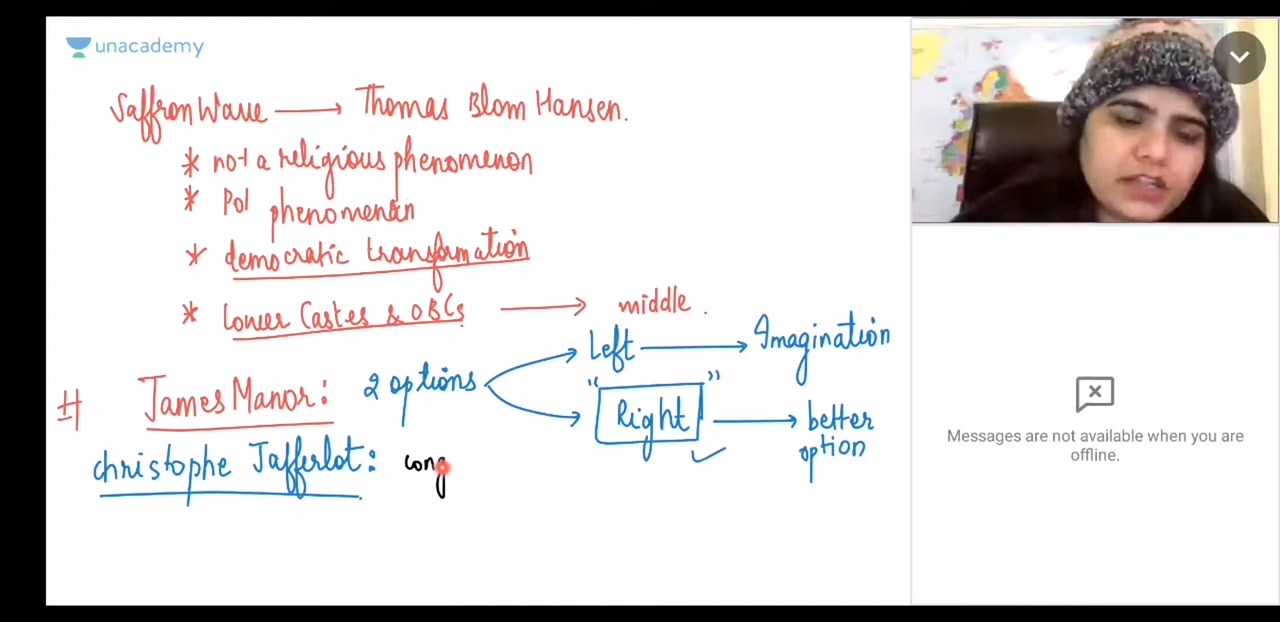 unacademy
Saffron Wave → Thomas Blom Hansen.
* not a religious phenomenon
* Pol phenomenon
* democratic transformation
* Lower Castes & OBCs → middle.
# James Manor: 2 options
Left → Imagination
"Right" → better option
christophe Jafferlot: cong
Messages are not available when you are
offline.